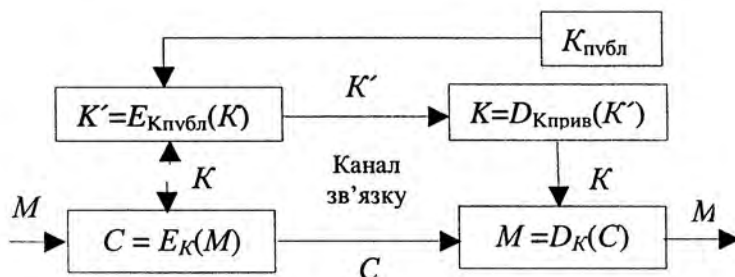 Kпубл
K´=EKпубл(K)
K´
K=DKприв(K´)
K
Канал
зв'язку
K
M
C = EK(M)
C
M =DK(C)
M